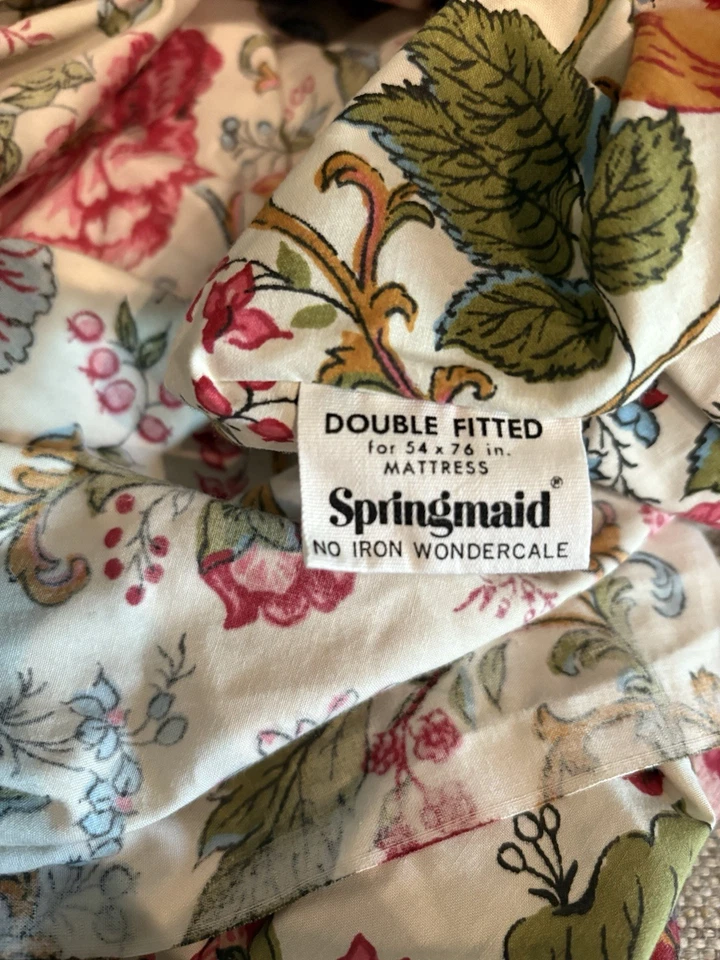 DOUBLE FITTED
for 54 x 76 in.
MATTRESS
Springmaid®
NO IRON WONDERCALE